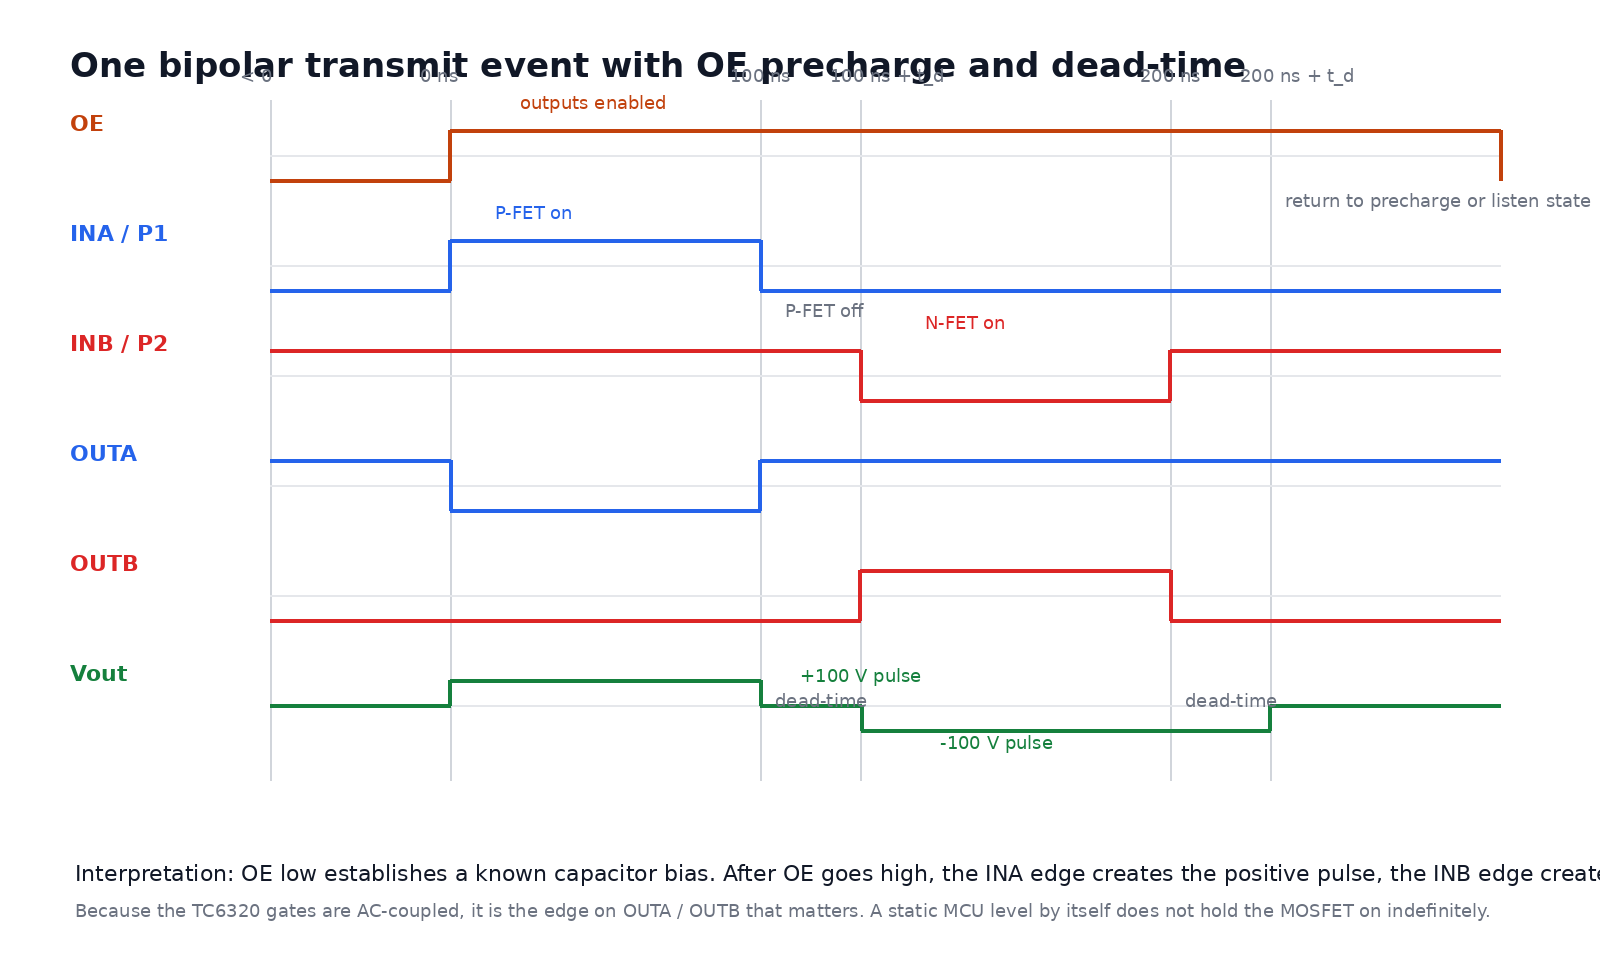 One bipolar transmit event with OE precharge and dead-time
< 0
0 ns
100 ns
100 ns + t_d
200 ns
200 ns + t_d
outputs enabled
OE
return to precharge or listen state
P-FET on
INA / P1
P-FET off
N-FET on
INB / P2
OUTA
OUTB
Vout
+100 V pulse
dead-time
dead-time
-100 V pulse
Interpretation: OE low establishes a known capacitor bias. After OE goes high, the INA edge creates the positive pulse, the INB edge create
Because the TC6320 gates are AC-coupled, it is the edge on OUTA / OUTB that matters. A static MCU level by itself does not hold the MOSFET on indefinitely.